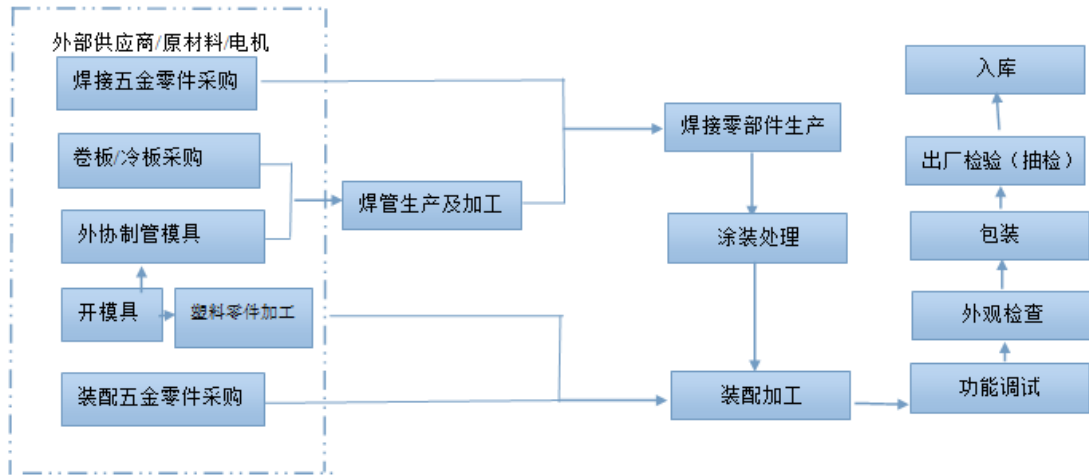 外部供应商/原材料/电机
焊接五金零件采购
卷板/冷板采购
外协制管模具
开模具
塑料零件加工
装配五金零件采购
焊管生产及加工
焊接零部件生产
涂装处理
装配加工
入库
出厂检验（抽检）
包装
外观检查
功能调试